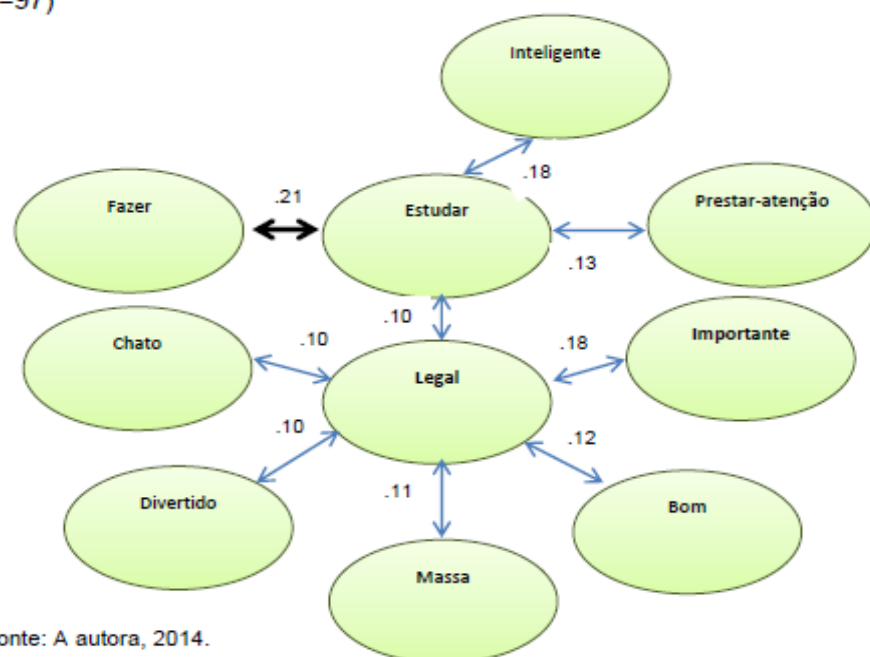 =97)
Inteligente
.18
Fazer
.21
Estudar
Prestar-atenção
.13
.10
Chato
.10
Legal
.18
Importante
.10
.12
Divertido
.11
Bom
Massa
onte: A autora, 2014.